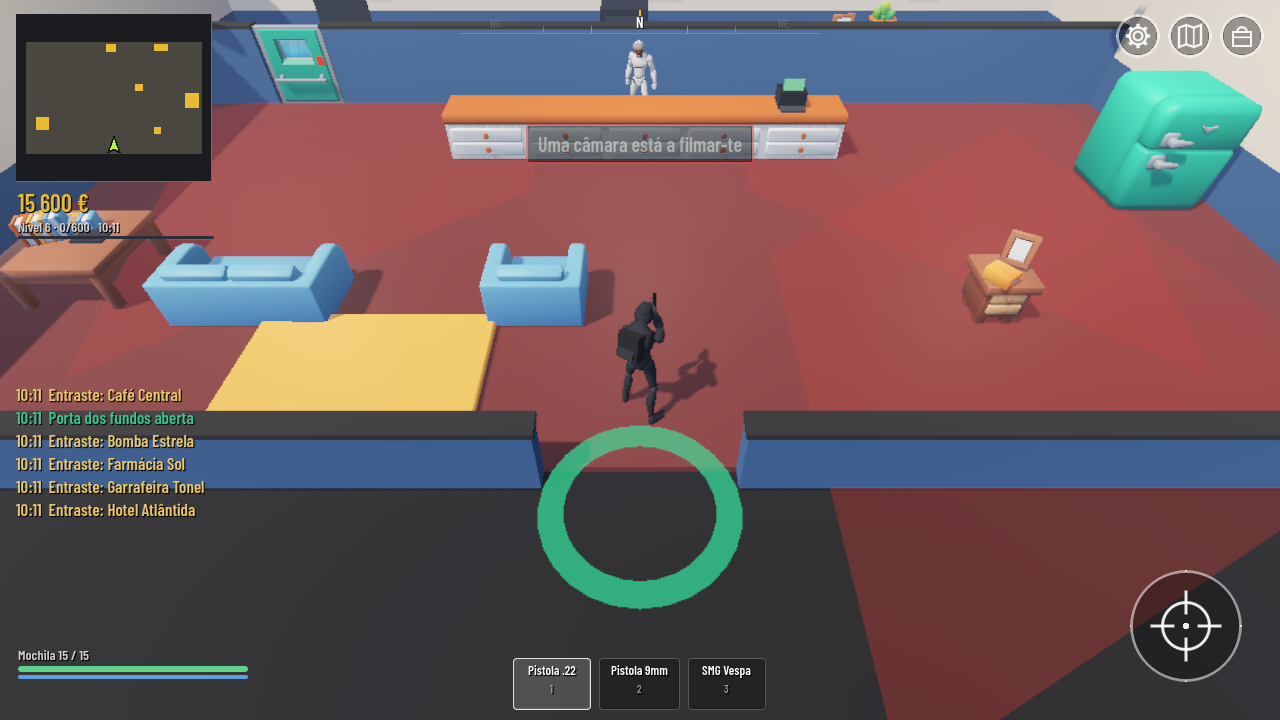 NO
N
NE
Uma câmara está a filmar-te
15 600 €
Nível 6 · 0/600 · 10:11
10:11 Entraste: Café Central
10:11 Porta dos fundos aberta
10:11 Entraste: Bomba Estrela
10:11 Entraste: Farmácia Sol
10:11 Entraste: Garrafeira Tonel
10:11 Entraste: Hotel Atlântida
Mochila 15 / 15
Pistola .22
1
Pistola 9mm
2
SMG Vespa
3